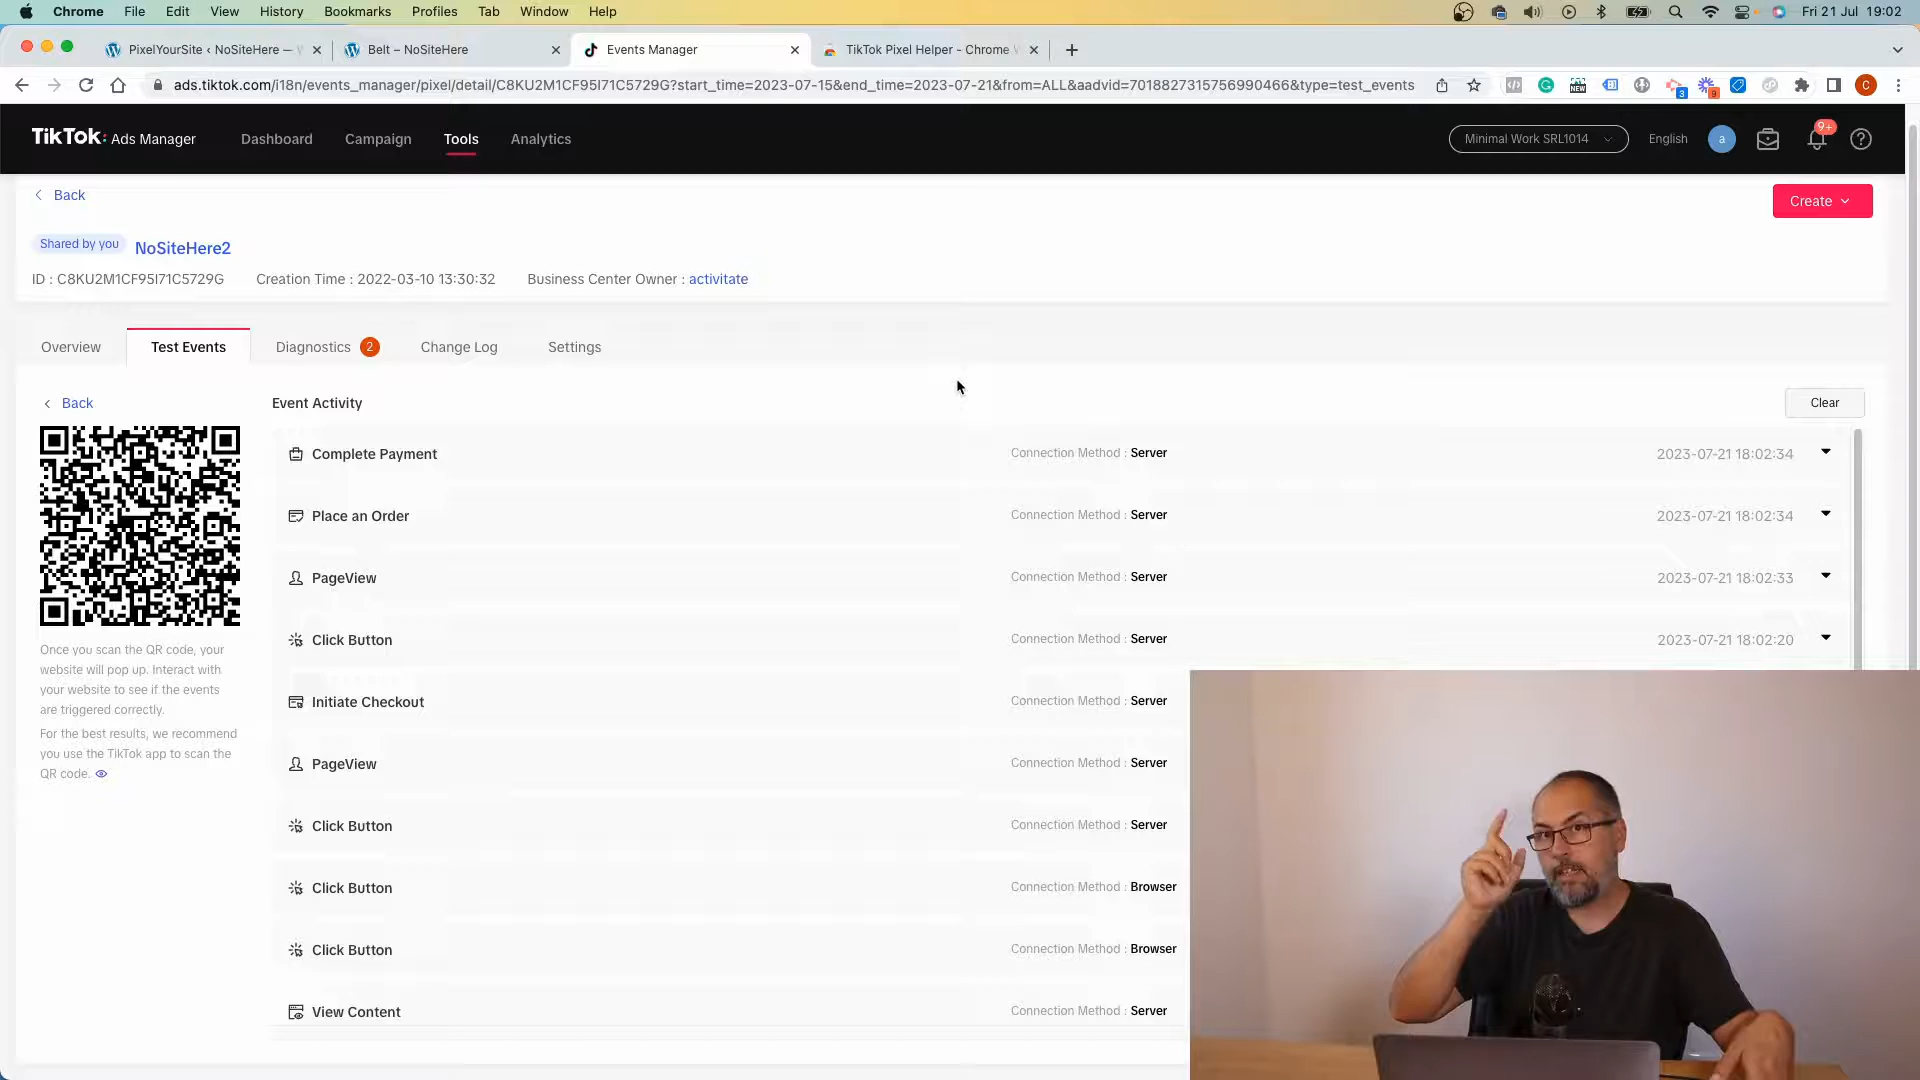 Chrome File Edit View History Bookmarks Profiles Tab Window Help Fri 21 Jul 19:02
PixelYourSite ‹ NoSiteHere — Belt – NoSiteHere Events Manager TikTok Pixel Helper - Chrome
ads.tiktok.com/i18n/events_manager/pixel/detail/C8KU2M1CF95I71C5729G?start_time=2023-07-15&end_time=2023-07-21&from=ALL&aadvid=7018827315756990466&type=test_events
NEW 3 9 C
TikTok: Ads Manager Dashboard Campaign Tools Analytics Minimal Work SRL1014 English a 9+
Back
Create
Shared by you NoSiteHere2
ID : C8KU2M1CF95I71C5729G Creation Time : 2022-03-10 13:30:32 Business Center Owner : activitate
Overview Test Events Diagnostics 2 Change Log Settings
Back
Event Activity
Clear
Complete Payment Connection Method : Server 2023-07-21 18:02:34
Place an Order Connection Method : Server 2023-07-21 18:02:34
PageView Connection Method : Server 2023-07-21 18:02:33
Click Button Connection Method : Server 2023-07-21 18:02:20
Initiate Checkout Connection Method : Server
PageView Connection Method : Server
Click Button Connection Method : Server
Click Button Connection Method : Browser
Click Button Connection Method : Browser
View Content Connection Method : Server
Once you scan the QR code, your
website will pop up. Interact with
your website to see if the events
are triggered correctly.
For the best results, we recommend
you use the TikTok app to scan the
QR code.